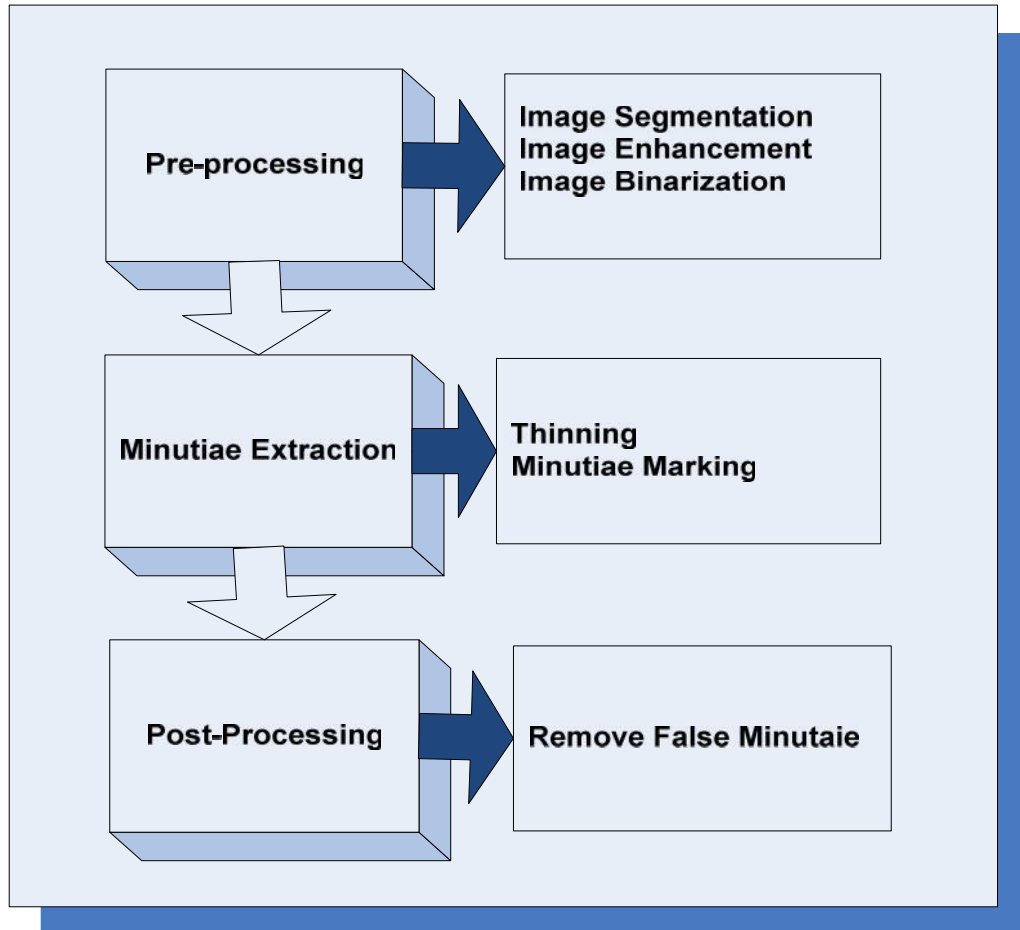 Pre-processing
Image Segmentation
Image Enhancement
Image Binarization
Minutiae Extraction
Thinning
Minutiae Marking
Post-Processing
Remove False Minutaie